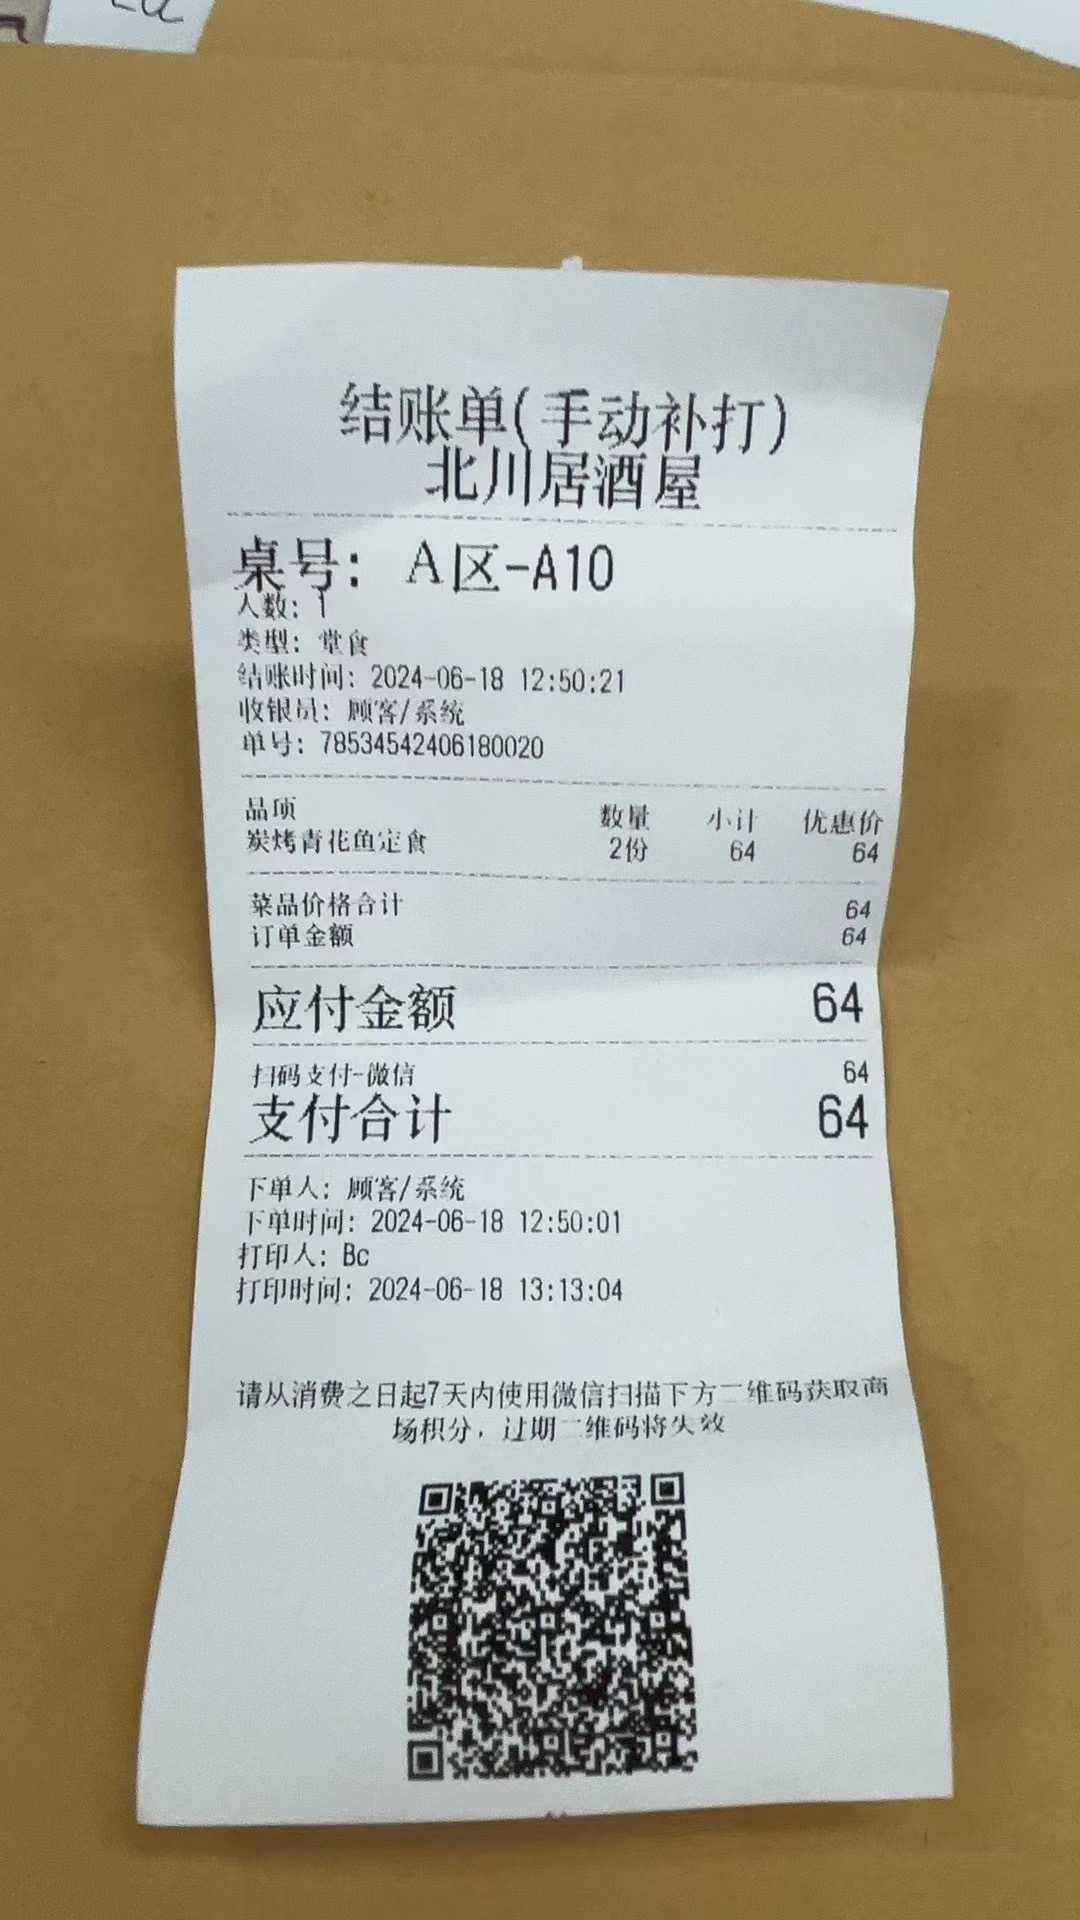 结账单(手动补打)
北川居酒屋
桌号: A区-A10
人数: 1
类型: 堂食
结账时间: 2024-06-18 12:50:21
收银员: 顾客/系统
单号: 78534542406180020
品项 数量 小计 优惠价
炭烤青花鱼定食 2份 64 64
菜品价格合计 64
订单金额 64
应付金额 64
扫码支付-微信 64
支付合计 64
下单人: 顾客/系统
下单时间: 2024-06-18 12:50:01
打印人: Bc
打印时间: 2024-06-18 13:13:04
请从消费之日起7天内使用微信扫描下方二维码获取商
场积分，过期二维码将失效